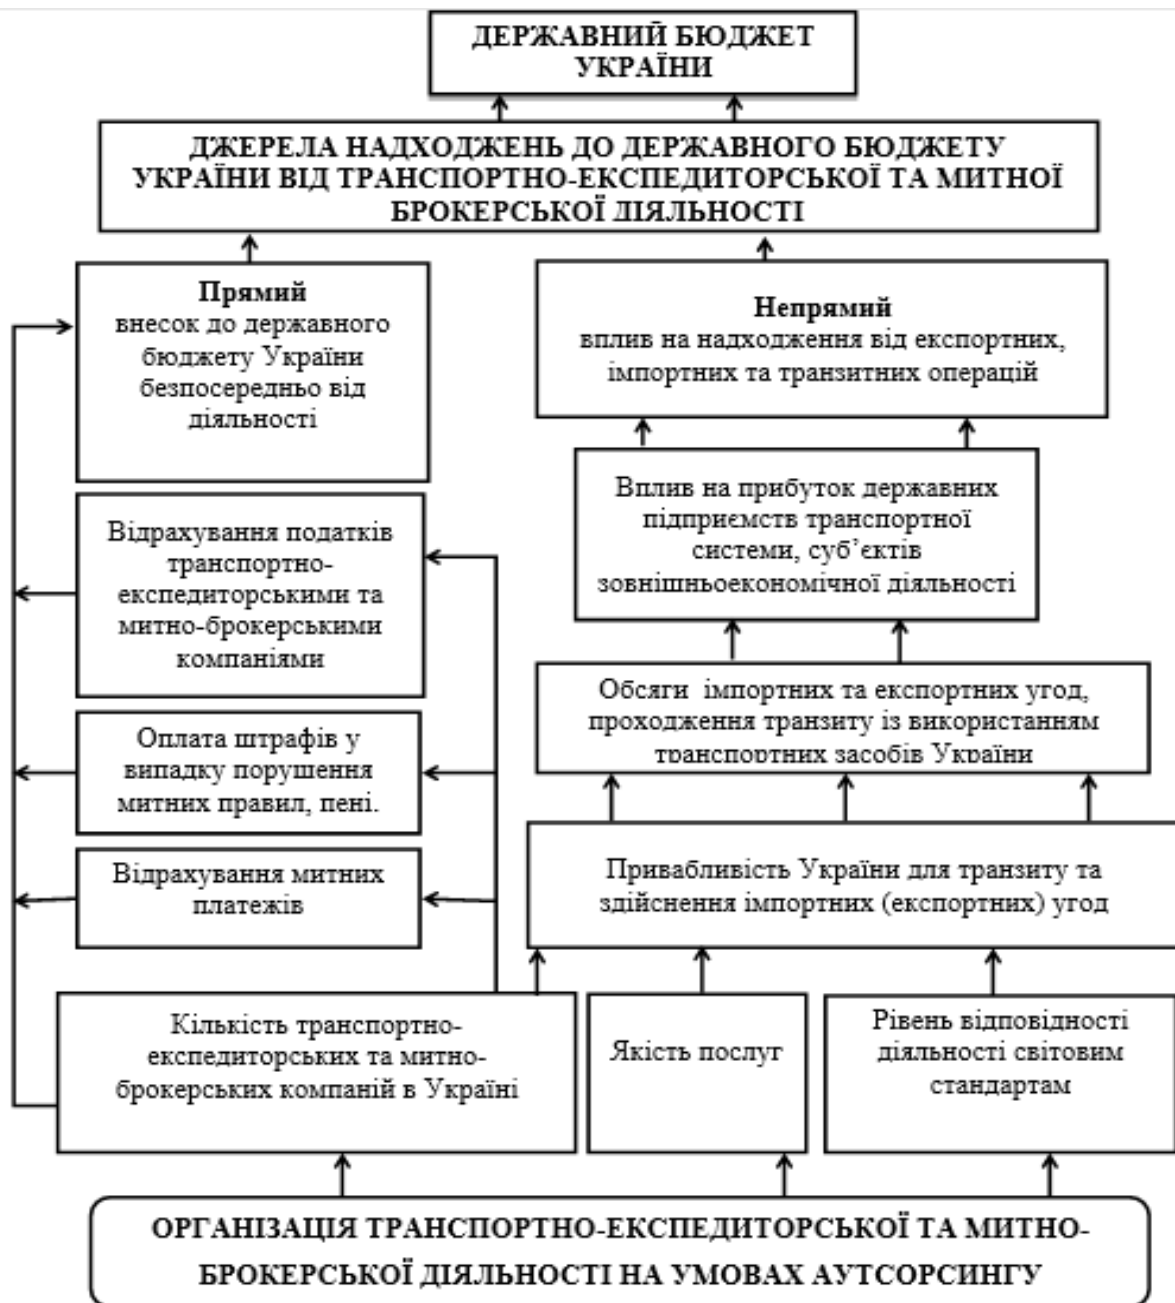 ДЕРЖАВНИЙ БЮДЖЕТ
УКРАЇНИ
ДЖЕРЕЛА НАДХОДЖЕНЬ ДО ДЕРЖАВНОГО БЮДЖЕТУ
УКРАЇНИ ВІД ТРАНСПОРТНО-ЕКСПЕДИТОРСЬКОЇ ТА МИТНОЇ
БРОКЕРСЬКОЇ ДІЯЛЬНОСТІ
Прямий
внесок до державного
бюджету України
безпосередньо від
діяльності
Непрямий
вплив на надходження від експортних,
імпортних та транзитних операцій
Відрахування податків
транспортно-
експедиторськими та
митно-брокерськими
компаніями
Вплив на прибуток державних
підприємств транспортної
системи, суб’єктів
зовнішньоекономічної діяльності
Оплата штрафів у
випадку порушення
митних правил, пені.
Обсяги імпортних та експортних угод,
проходження транзиту із використанням
транспортних засобів України
Відрахування митних
платежів
Привабливість України для транзиту та
здійснення імпортних (експортних) угод
Кількість транспортно-
експедиторських та митно-
брокерських компаній в Україні
Якість послуг
Рівень відповідності
діяльності світовим
стандартам
ОРГАНІЗАЦІЯ ТРАНСПОРТНО-ЕКСПЕДИТОРСЬКОЇ ТА МИТНО-
БРОКЕРСЬКОЇ ДІЯЛЬНОСТІ НА УМОВАХ АУТСОРСИНГУ